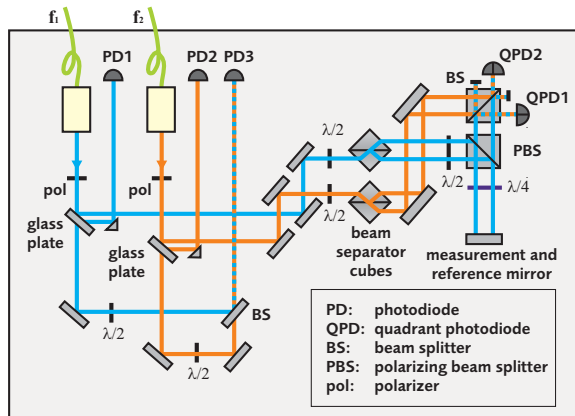 f₁
f₂
PD1
PD2 PD3
QPD2
BS
QPD1
PBS
λ/2
λ/2
λ/2
λ/4
pol
pol
glass
plate
glass
plate
beam
separator
cubes
measurement and
reference mirror
BS
λ/2
λ/2
PD: photodiode
QPD: quadrant photodiode
BS: beam splitter
PBS: polarizing beam splitter
pol: polarizer